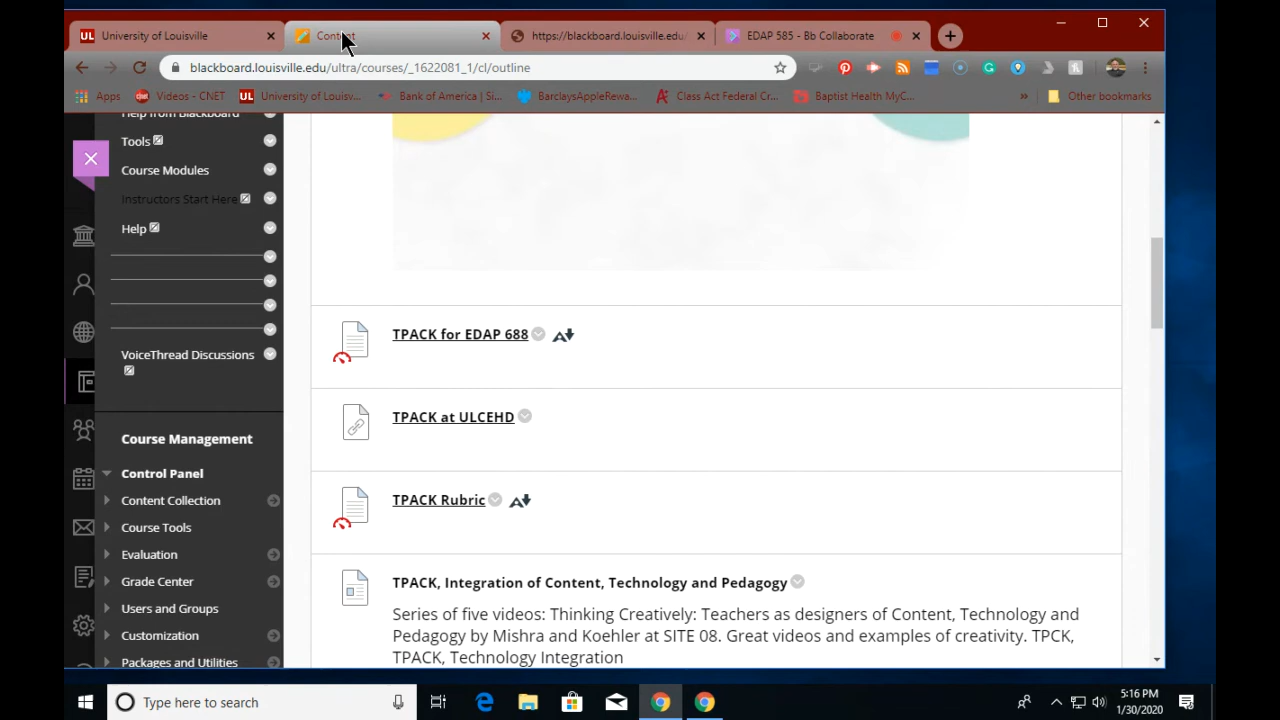 University of Louisville
Content
https://blackboard.louisville.edu/
EDAP 585 - Bb Collaborate
blackboard.louisville.edu/ultra/courses/_1622081_1/cl/outline
Apps
Videos - CNET
UL University of Louisv...
Bank of America | Si...
BarclaysAppleRewa...
Class Act Federal Cr...
Baptist Health MyC...
»
Other bookmarks
Help from Blackboard
Tools
Course Modules
Instructors Start Here
Help
VoiceThread Discussions
Course Management
Control Panel
Content Collection
Course Tools
Evaluation
Grade Center
Users and Groups
Customization
Packages and Utilities
TPACK for EDAP 688
TPACK at ULCEHD
TPACK Rubric
TPACK, Integration of Content, Technology and Pedagogy
Series of five videos: Thinking Creatively: Teachers as designers of Content, Technology and
Pedagogy by Mishra and Koehler at SITE 08. Great videos and examples of creativity. TPCK,
TPACK, Technology Integration
Type here to search
5:16 PM
1/30/2020